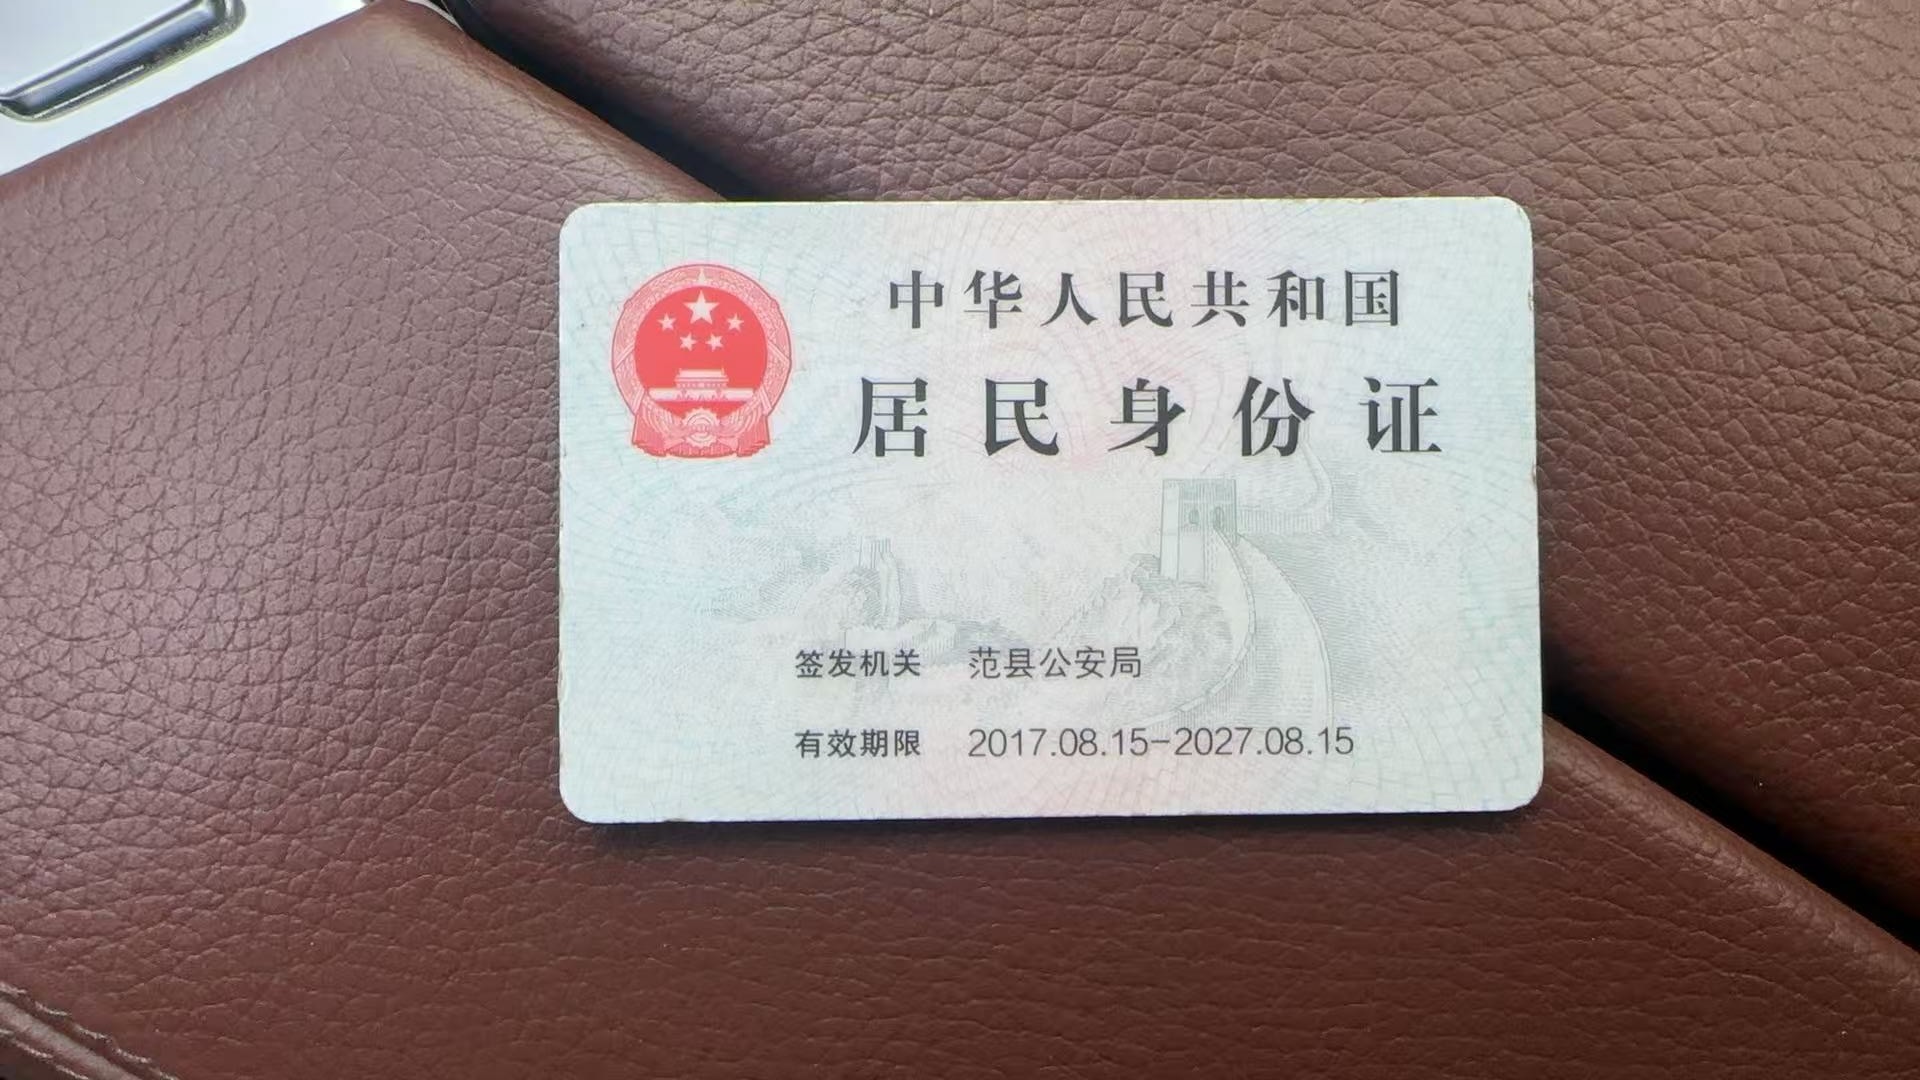 中华人民共和国
居民身份证
签发机关 范县公安局
有效期限 2017.08.15-2027.08.15